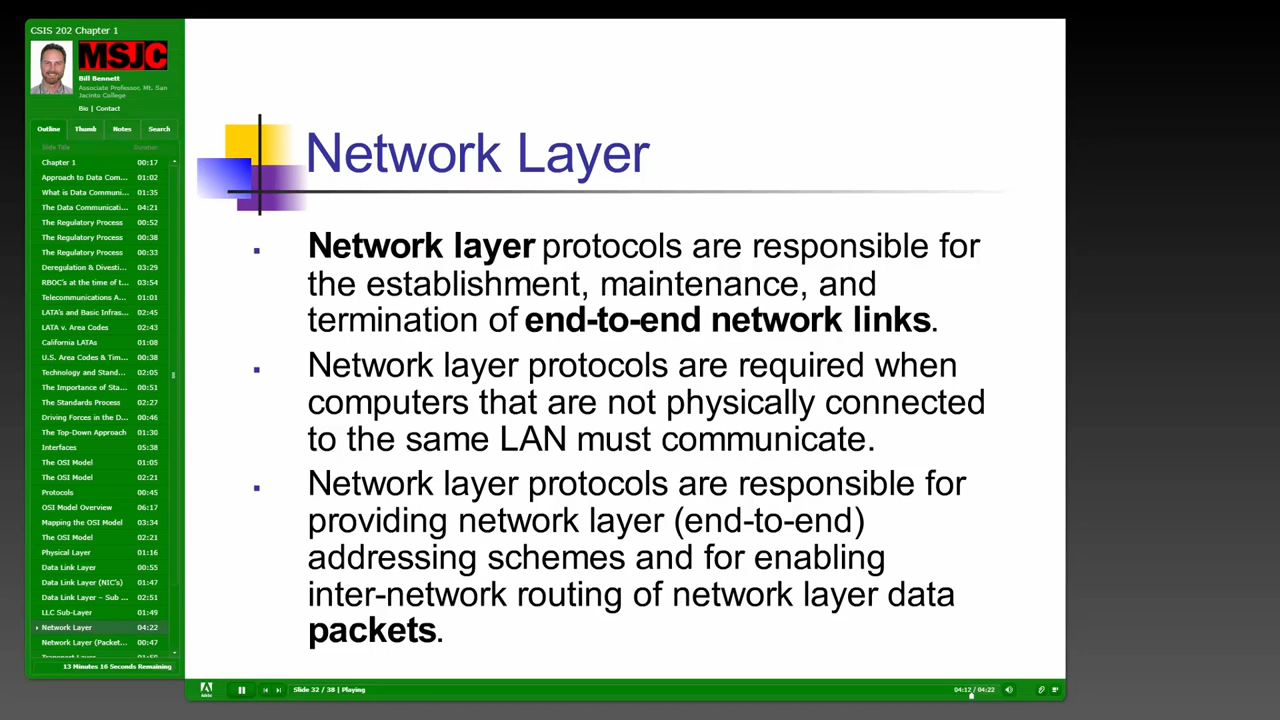 CSIS 202 Chapter 1
MSJC
Bill Bennett
Associate Professor, Mt. San
Jacinto College
Bio | Contact
Outline Thumb Notes Search
Slide Title Duration
Chapter 1 00:17
Approach to Data Com... 01:02
What is Data Communi... 01:35
The Data Communicati... 04:21
The Regulatory Process 00:52
The Regulatory Process 00:38
The Regulatory Process 00:33
Deregulation & Divesti... 03:29
RBOC's at the time of t... 03:54
Telecommunications A... 01:01
LATA's and Basic Infras... 02:45
LATA v. Area Codes 02:43
California LATAs 01:08
U.S. Area Codes & Tim... 00:38
Technology and Stand... 02:05
The Importance of Sta... 00:51
The Standards Process 02:27
Driving Forces in the D... 00:46
The Top-Down Approach 01:30
Interfaces 05:38
The OSI Model 01:05
The OSI Model 02:21
Protocols 00:45
OSI Model Overview 06:17
Mapping the OSI Model 03:34
The OSI Model 02:21
Physical Layer 01:16
Data Link Layer 00:55
Data Link Layer (NIC's) 01:47
Data Link Layer – Sub ... 02:51
LLC Sub-Layer 01:49
Network Layer 04:22
Network Layer (Packet... 00:47
13 Minutes 16 Seconds Remaining
Network Layer
Network layer protocols are responsible for
the establishment, maintenance, and
termination of end-to-end network links.
Network layer protocols are required when
computers that are not physically connected
to the same LAN must communicate.
Network layer protocols are responsible for
providing network layer (end-to-end)
addressing schemes and for enabling
inter-network routing of network layer data
packets.
Slide 32 / 38 | Playing
04:12 / 04:22